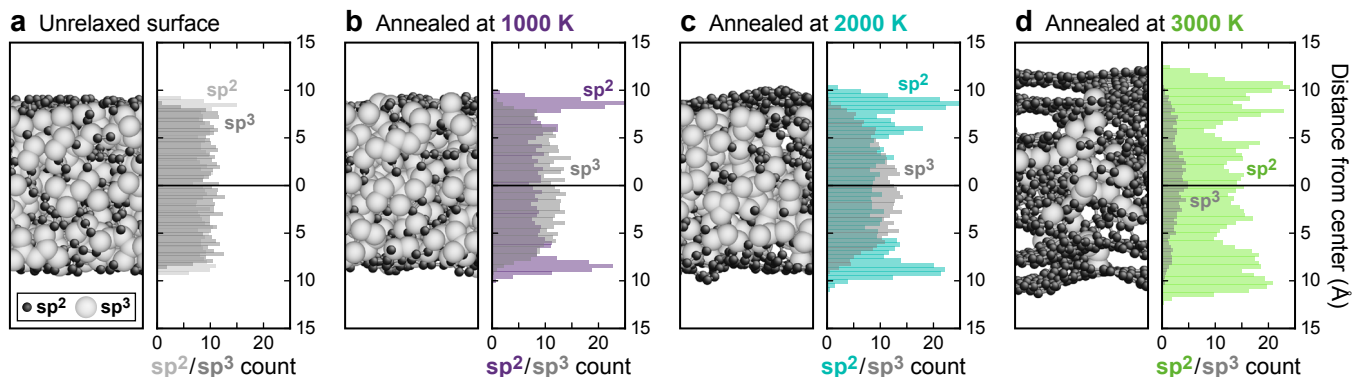 a Unrelaxed surface
b Annealed at 1000 K
c Annealed at 2000 K
d Annealed at 3000 K
15
10
5
0
5
10
15
sp²
sp³
sp² sp³
0 10 20
sp²/sp³ count
15
10
5
0
5
10
15
sp²
sp³
0 10 20
sp²/sp³ count
15
10
5
0
5
10
15
sp²
sp³
0 10 20
sp²/sp³ count
15
10
5
0
5
10
15
sp²
sp³
0 10 20
sp²/sp³ count
Distance from center (Å)